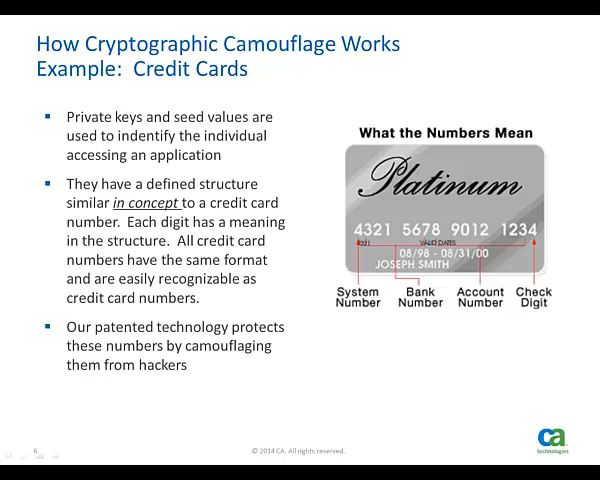 How Cryptographic Camouflage Works
Example: Credit Cards
Private keys and seed values are
used to indentify the individual
accessing an application
They have a defined structure
similar in concept to a credit card
number. Each digit has a meaning
in the structure. All credit card
numbers have the same format
and are easily recognizable as
credit card numbers.
Our patented technology protects
these numbers by camouflaging
them from hackers
What the Numbers Mean
Platinum
4321 5678 9012 1234
4321 VALID DATES
08/98 - 08/31/00
JOSEPH SMITH
System Number
Bank Number
Account Number
Check Digit
6
© 2014 CA. All rights reserved.
ca
technologies